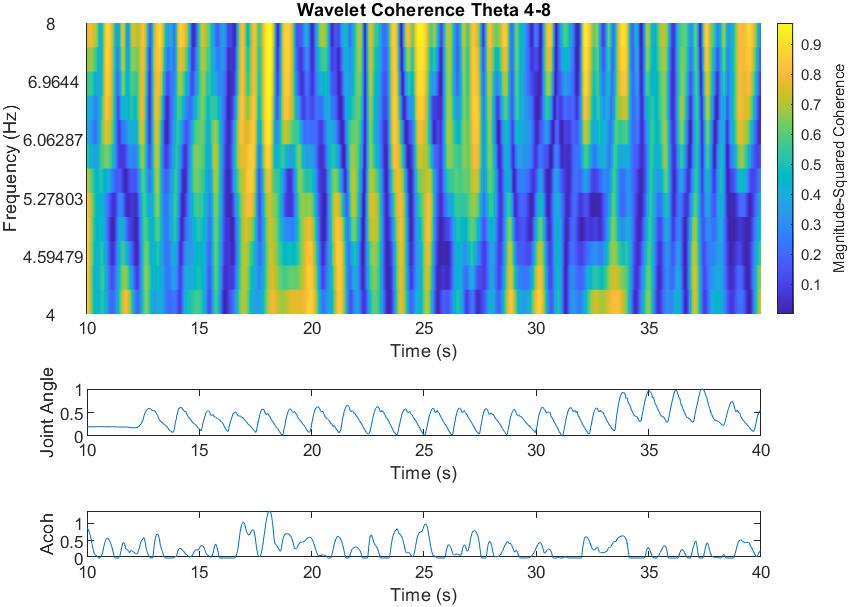 Wavelet Coherence Theta 4-8
8
6.9644
6.06287
5.27803
4.59479
4
Frequency (Hz)
10 15 20 25 30 35
Time (s)
0.9
0.8
0.7
0.6
0.5
0.4
0.3
0.2
0.1
Magnitude-Squared Coherence
Joint Angle
1
0.5
0
10 15 20 25 30 35 40
Time (s)
Acoh
1
0.5
0
10 15 20 25 30 35 40
Time (s)